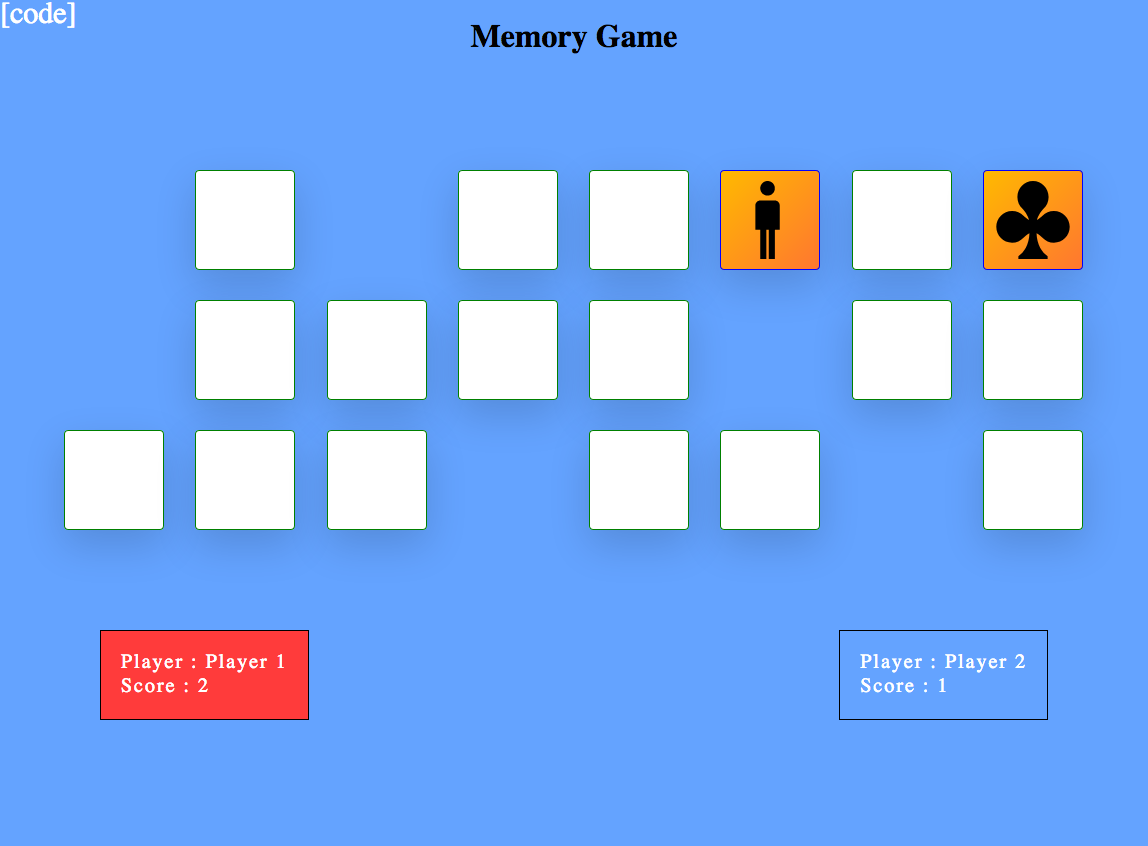 [code]
Memory Game
Player : Player 1
Score : 2
Player : Player 2
Score : 1